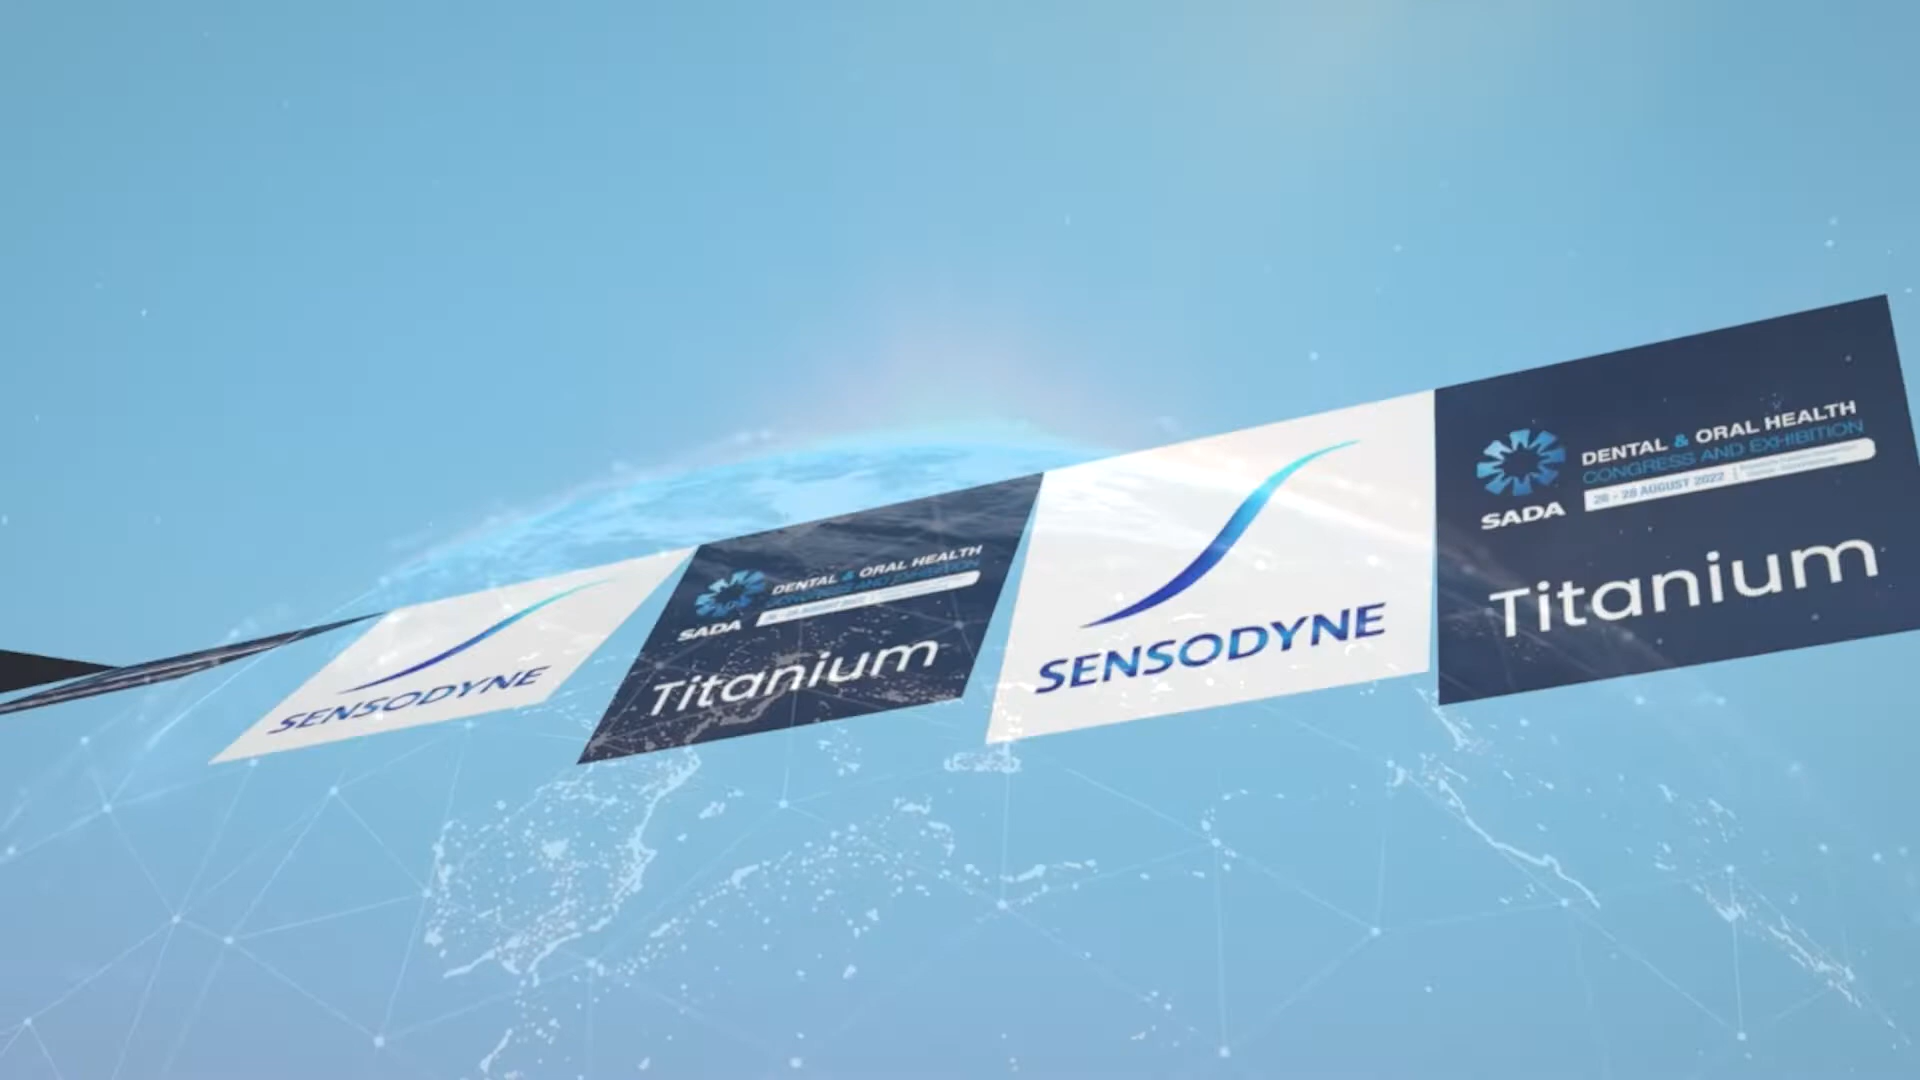 SENSODYNE
SADA
DENTAL & ORAL HEALTH
CONGRESS AND EXHIBITION
Titanium
SENSODYNE
SADA
DENTAL & ORAL HEALTH
CONGRESS AND EXHIBITION
26 - 28 AUGUST 2022
Titanium